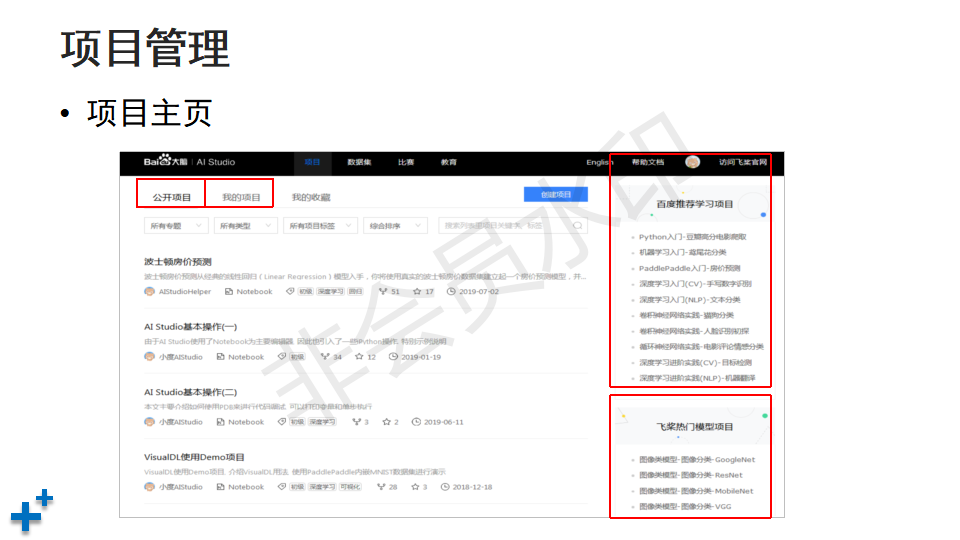 项目管理
• 项目主页
Bai 大脑 | AI Studio 项目 数据集 比赛 教育 English 帮助文档 访问飞桨官网
公开项目 我的项目 我的收藏 创建项目
所有专题 所有类型 所有项目标签 综合排序 搜索列表里项目关键字、标签
波士顿房价预测
波士顿房价预测从经典的线性回归（Linear Regression）模型入手，你将使用真实的波士顿房价数据集建立起一个房价预测模型，并...
AIStudioHelper Notebook 初级 深度学习 回归 51 17 2019-07-02
AI Studio基本操作(一)
由于AI Studio使用了Notebook为主要编辑器，因此也引入了一些iPython操作，特别示例说明
小度AIStudio Notebook 初级 34 12 2019-01-19
AI Studio基本操作(二)
本文主要介绍如何使用PDB来进行代码调试，可以打印变量和单步执行
小度AIStudio Notebook 初级 深度学习 3 2 2019-06-11
VisualDL使用Demo项目
VisualDL使用Demo项目，介绍VisualDL用法，使用PaddlePaddle内嵌MNIST数据集进行演示
小度AIStudio Notebook 初级 深度学习 可视化 28 3 2018-12-18
百度推荐学习项目
Python入门-豆瓣高分电影爬取
机器学习入门-鸢尾花分类
PaddlePaddle入门-房价预测
深度学习入门(CV)-手写数字识别
深度学习入门(NLP)-文本分类
卷积神经网络实践-猫狗分类
卷积神经网络实践-人脸识别初探
循环神经网络实践-电影评论情感分类
深度学习进阶实践(CV)-目标检测
深度学习进阶实践(NLP)-机器翻译
飞桨热门模型项目
图像类模型-图像分类-GoogleNet
图像类模型-图像分类-ResNet
图像类模型-图像分类-MobileNet
图像类模型-图像分类-VGG
非会员水印